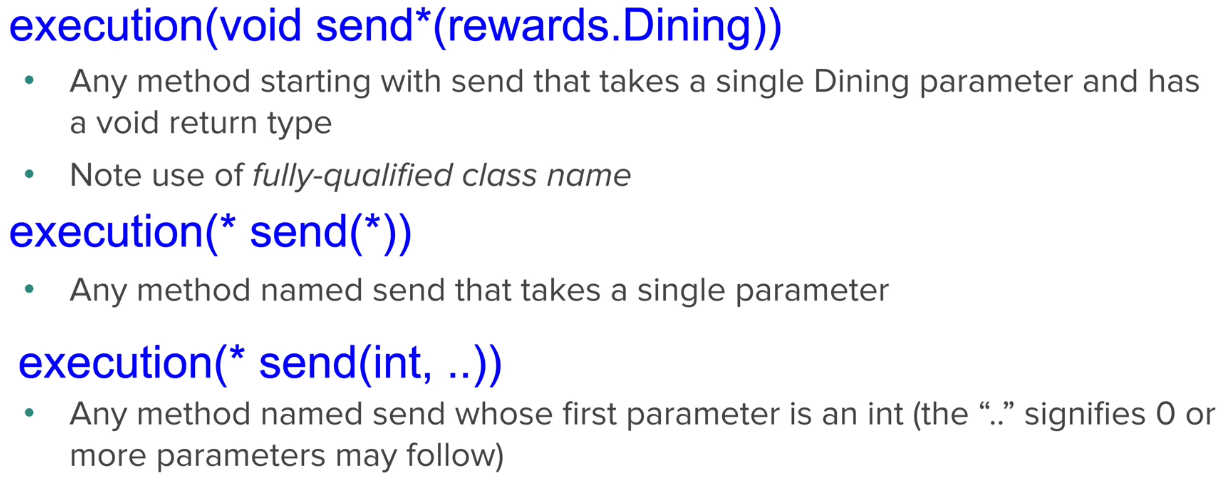 execution(void send*(rewards.Dining))
• Any method starting with send that takes a single Dining parameter and has
a void return type
• Note use of fully-qualified class name
execution(* send(*))
• Any method named send that takes a single parameter
execution(* send(int, ..))
• Any method named send whose first parameter is an int (the “..” signifies 0 or
more parameters may follow)